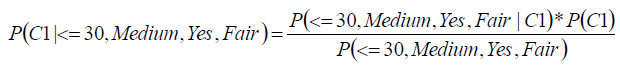 P(C1|<= 30, Medium, Yes, Fair) = P(<= 30, Medium, Yes, Fair | C1)* P(C1) / P(<= 30, Medium, Yes, Fair)